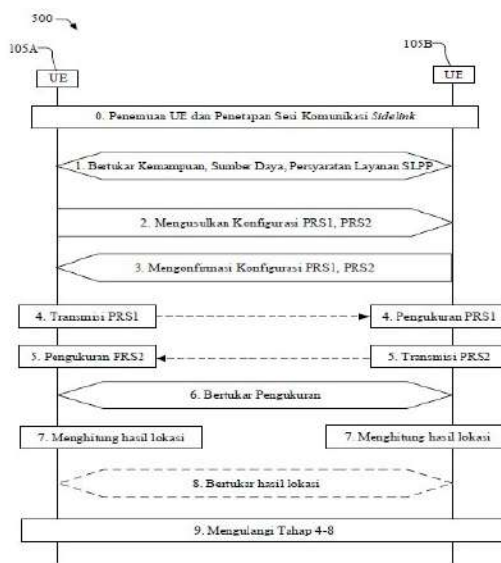 500
105A
105B
UE
UE
0. Penemuan UE dan Penetapan Sesi Komunikasi Sidelink
1. Bertukar Kemampuan, Sumber Daya, Persyaratan Layanan SLPP
2. Mengusulkan Konfigurasi PRS1, PRS2
3. Mengonfirmasi Konfigurasi PRS1, PRS2
4. Transmisi PRS1
4. Pengukuran PRS1
5. Pengukuran PRS2
5. Transmisi PRS2
6. Bertukar Pengukuran
7. Menghitung hasil lokasi
7. Menghitung hasil lokasi
8. Bertukar hasil lokasi
9. Mengulangi Tahap 4-8